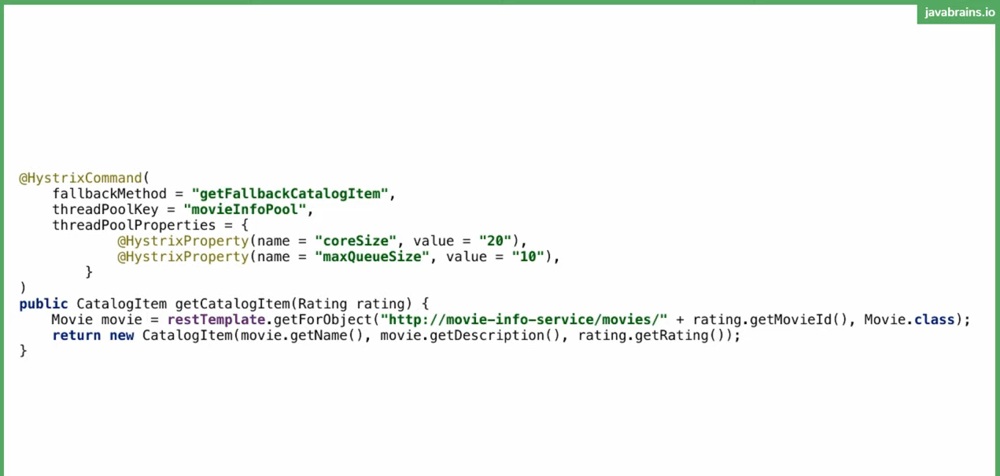 javabrains.io
@HystrixCommand(
    fallbackMethod = "getFallbackCatalogItem",
    threadPoolKey = "movieInfoPool",
    threadPoolProperties = {
            @HystrixProperty(name = "coreSize", value = "20"),
            @HystrixProperty(name = "maxQueueSize", value = "10"),
        }
)
public CatalogItem getCatalogItem(Rating rating) {
    Movie movie = restTemplate.getForObject("http://movie-info-service/movies/" + rating.getMovieId(), Movie.class);
    return new CatalogItem(movie.getName(), movie.getDescription(), rating.getRating());
}